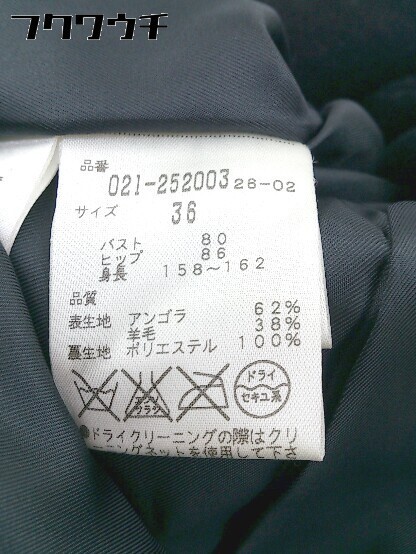 フクワウチ
品番
021-252003 26-02
サイズ 36
バスト 80
ヒップ 86
身長 158～162
品質
表生地 アンゴラ 62%
羊毛 38%
裏生地 ポリエステル 100%
ドライ
セキユ系
●ドライクリーニングの際はクリ
ーニングネットを使用して下さ